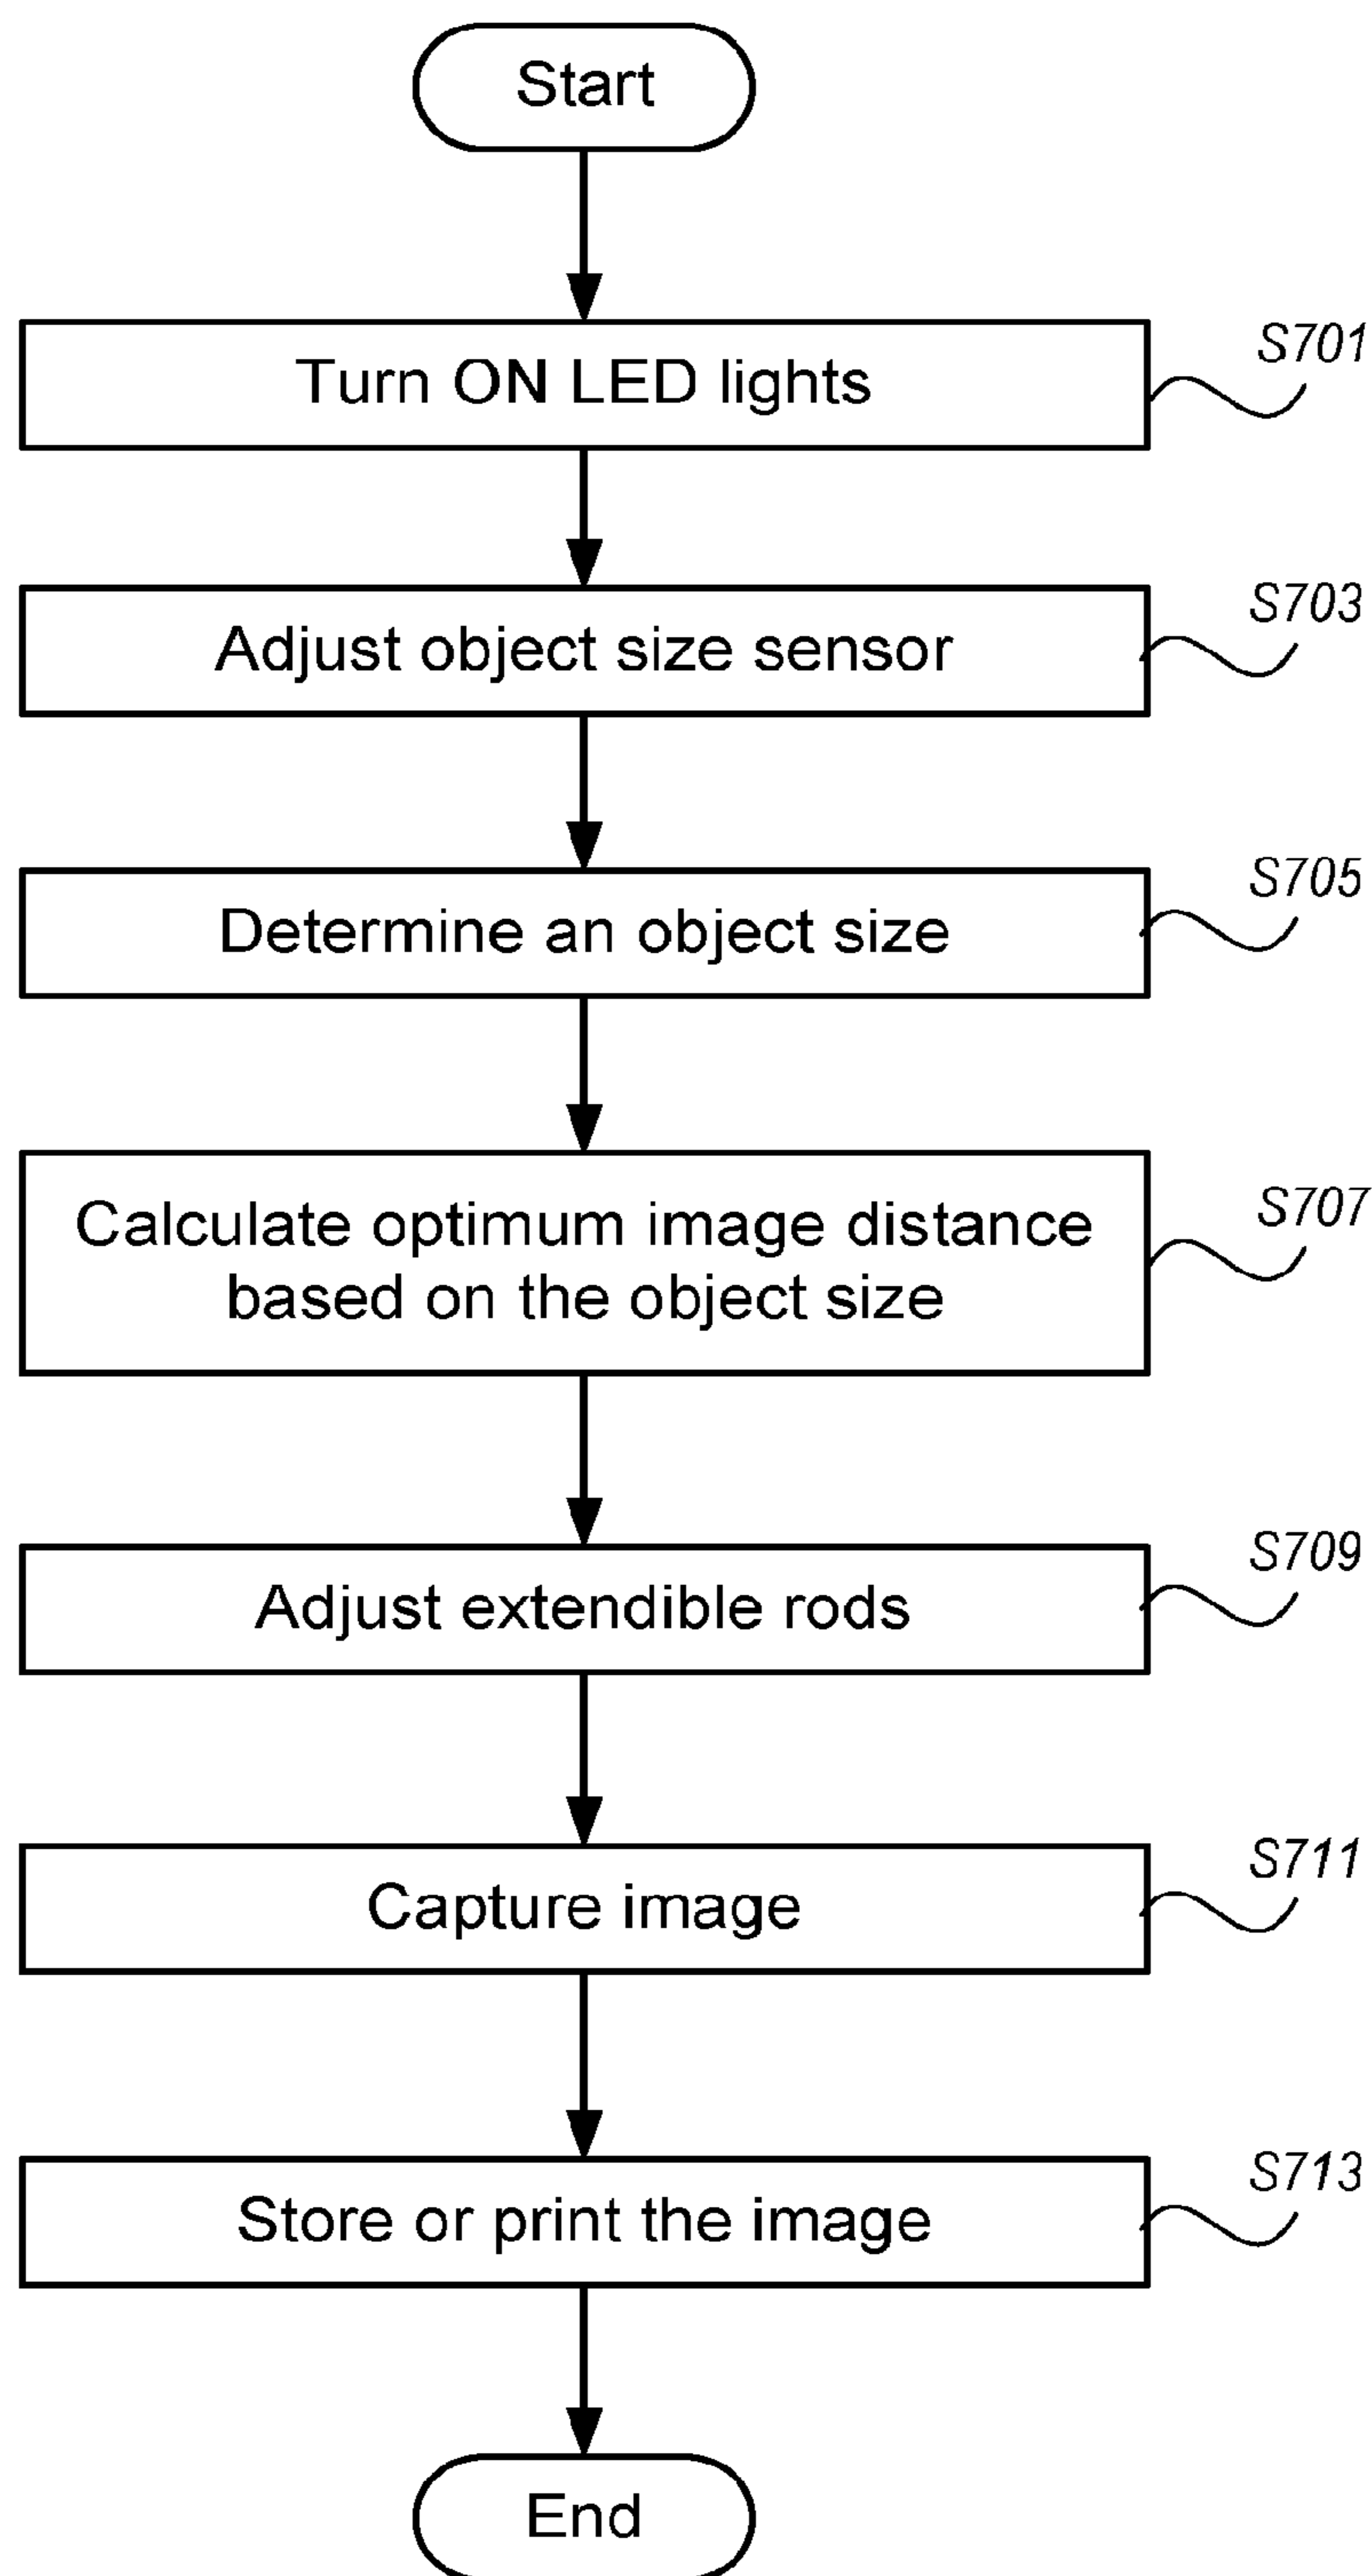 Start
Turn ON LED lights
S701
Adjust object size sensor
S703
Determine an object size
S705
Calculate optimum image distance
based on the object size
S707
Adjust extendible rods
S709
Capture image
S711
Store or print the image
S713
End